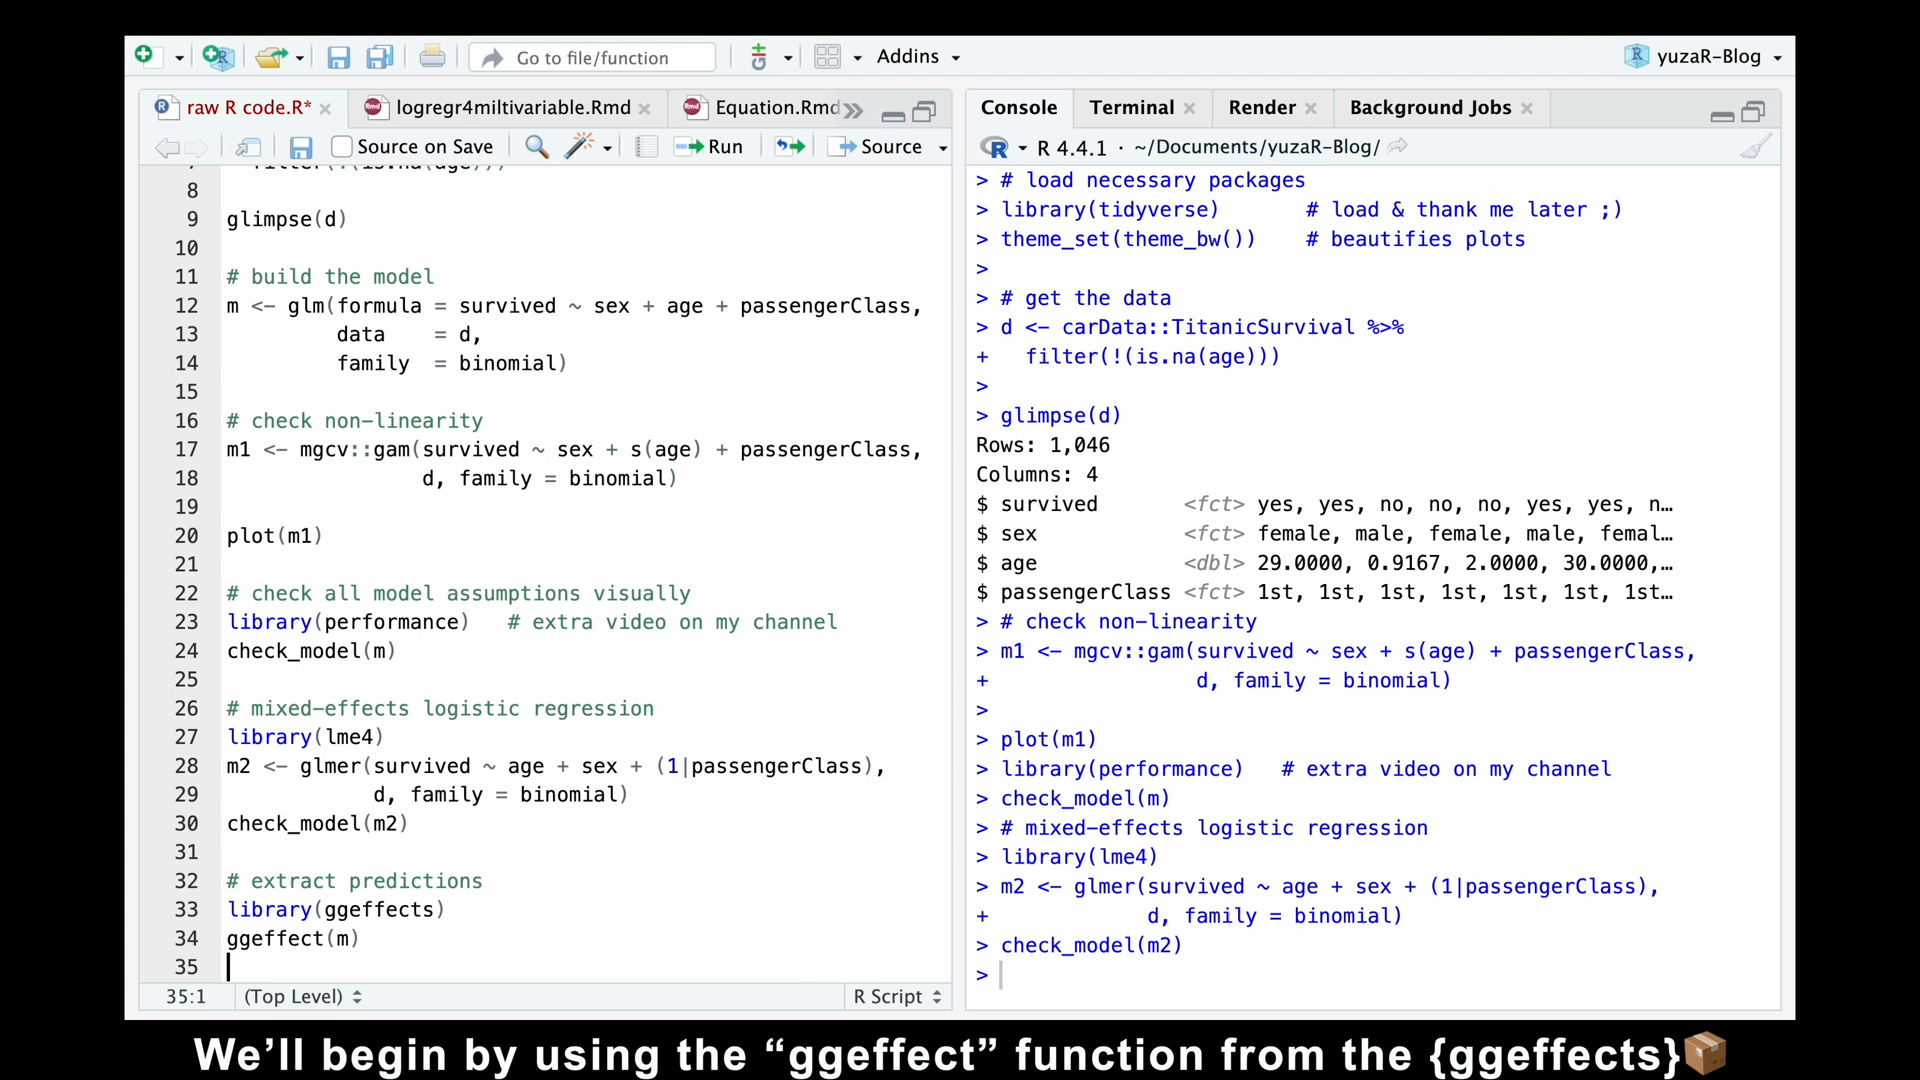 Go to file/function
Addins
yuzaR-Blog
raw R code.R*
logregr4miltivariable.Rmd
Equation.Rmd
Source on Save
Run
Source
8
9 glimpse(d)
10
11 # build the model
12 m <- glm(formula = survived ~ sex + age + passengerClass,
13 data = d,
14 family = binomial)
15
16 # check non-linearity
17 m1 <- mgcv::gam(survived ~ sex + s(age) + passengerClass,
18 d, family = binomial)
19
20 plot(m1)
21
22 # check all model assumptions visually
23 library(performance) # extra video on my channel
24 check_model(m)
25
26 # mixed-effects logistic regression
27 library(lme4)
28 m2 <- glmer(survived ~ age + sex + (1|passengerClass),
29 d, family = binomial)
30 check_model(m2)
31
32 # extract predictions
33 library(ggeffects)
34 ggeffect(m)
35
35:1 (Top Level) R Script
Console Terminal Render Background Jobs
R 4.4.1 · ~/Documents/yuzaR-Blog/
> # load necessary packages
> library(tidyverse) # load & thank me later ;)
> theme_set(theme_bw()) # beautifies plots
>
> # get the data
> d <- carData::TitanicSurvival %>%
+ filter(!(is.na(age)))
>
> glimpse(d)
Rows: 1,046
Columns: 4
$ survived <fct> yes, yes, no, no, no, yes, yes, n…
$ sex <fct> female, male, female, male, femal…
$ age <dbl> 29.0000, 0.9167, 2.0000, 30.0000,…
$ passengerClass <fct> 1st, 1st, 1st, 1st, 1st, 1st, 1st…
> # check non-linearity
> m1 <- mgcv::gam(survived ~ sex + s(age) + passengerClass,
+ d, family = binomial)
>
> plot(m1)
> library(performance) # extra video on my channel
> check_model(m)
> # mixed-effects logistic regression
> library(lme4)
> m2 <- glmer(survived ~ age + sex + (1|passengerClass),
+ d, family = binomial)
> check_model(m2)
>
We’ll begin by using the “ggeffect” function from the {ggeffects}📦